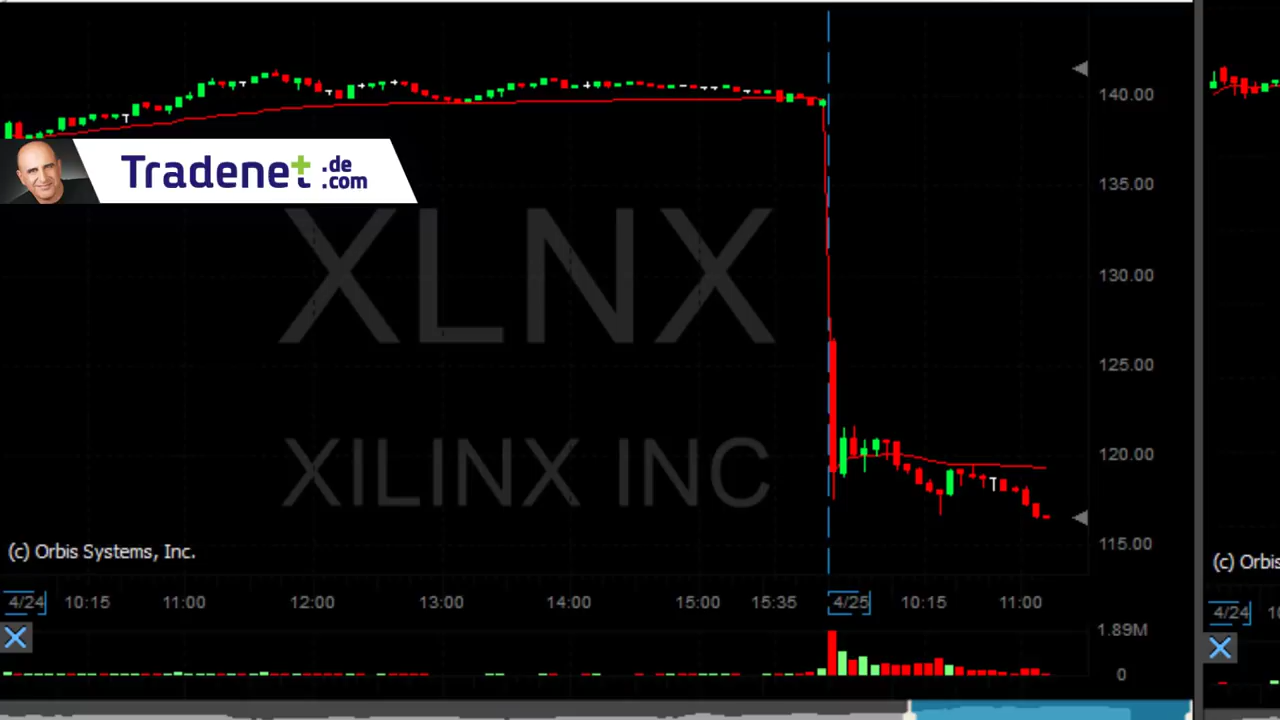 140.00
Tradenet .de
.com
135.00
XLNX
130.00
125.00
XILINX INC
120.00
(c) Orbis Systems, Inc.
115.00
(c) Orbis
4/24 10:15 11:00 12:00 13:00 14:00 15:00 15:35 4/25 10:15 11:00
4/24
1.89M
0